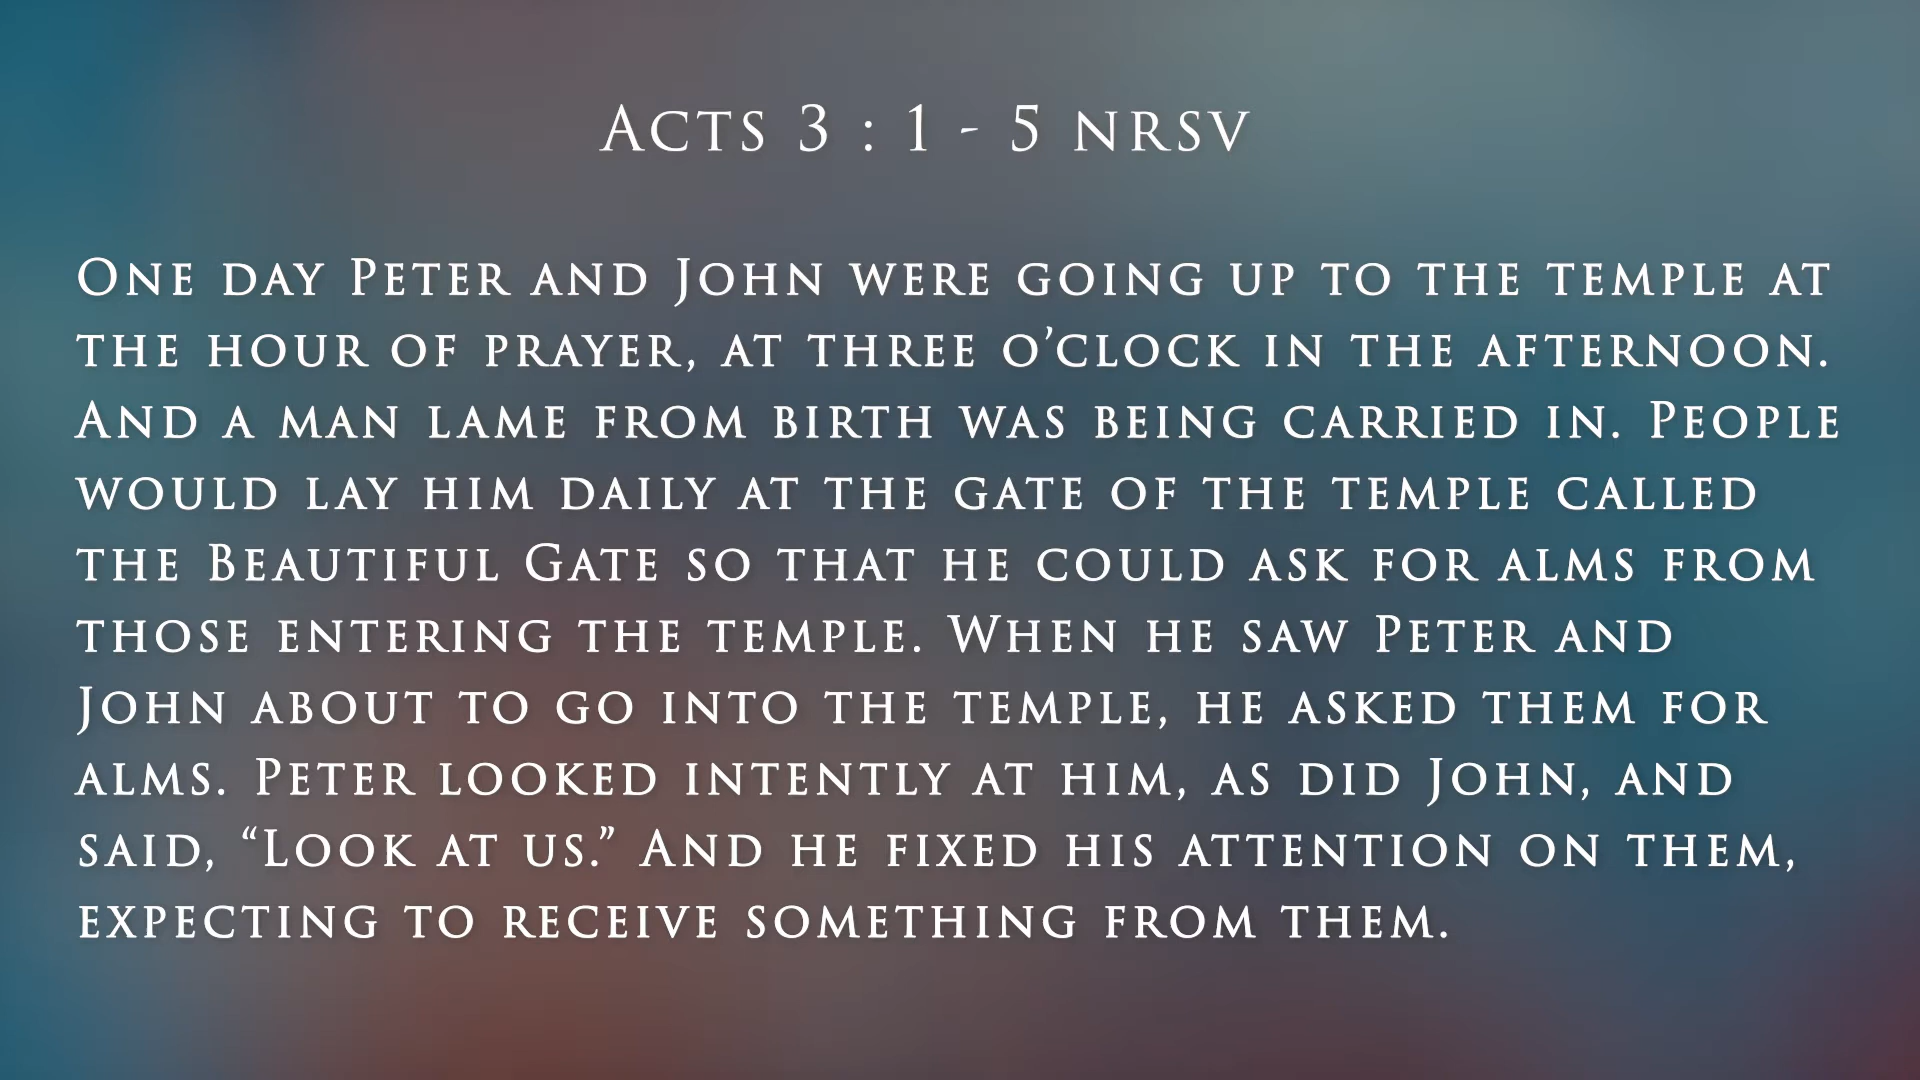 Acts 3 : 1 - 5 NRSV
One day Peter and John were going up to the temple at
the hour of prayer, at three o’clock in the afternoon.
And a man lame from birth was being carried in. People
would lay him daily at the gate of the temple called
the Beautiful Gate so that he could ask for alms from
those entering the temple. When he saw Peter and
John about to go into the temple, he asked them for
alms. Peter looked intently at him, as did John, and
said, “Look at us.” And he fixed his attention on them,
expecting to receive something from them.